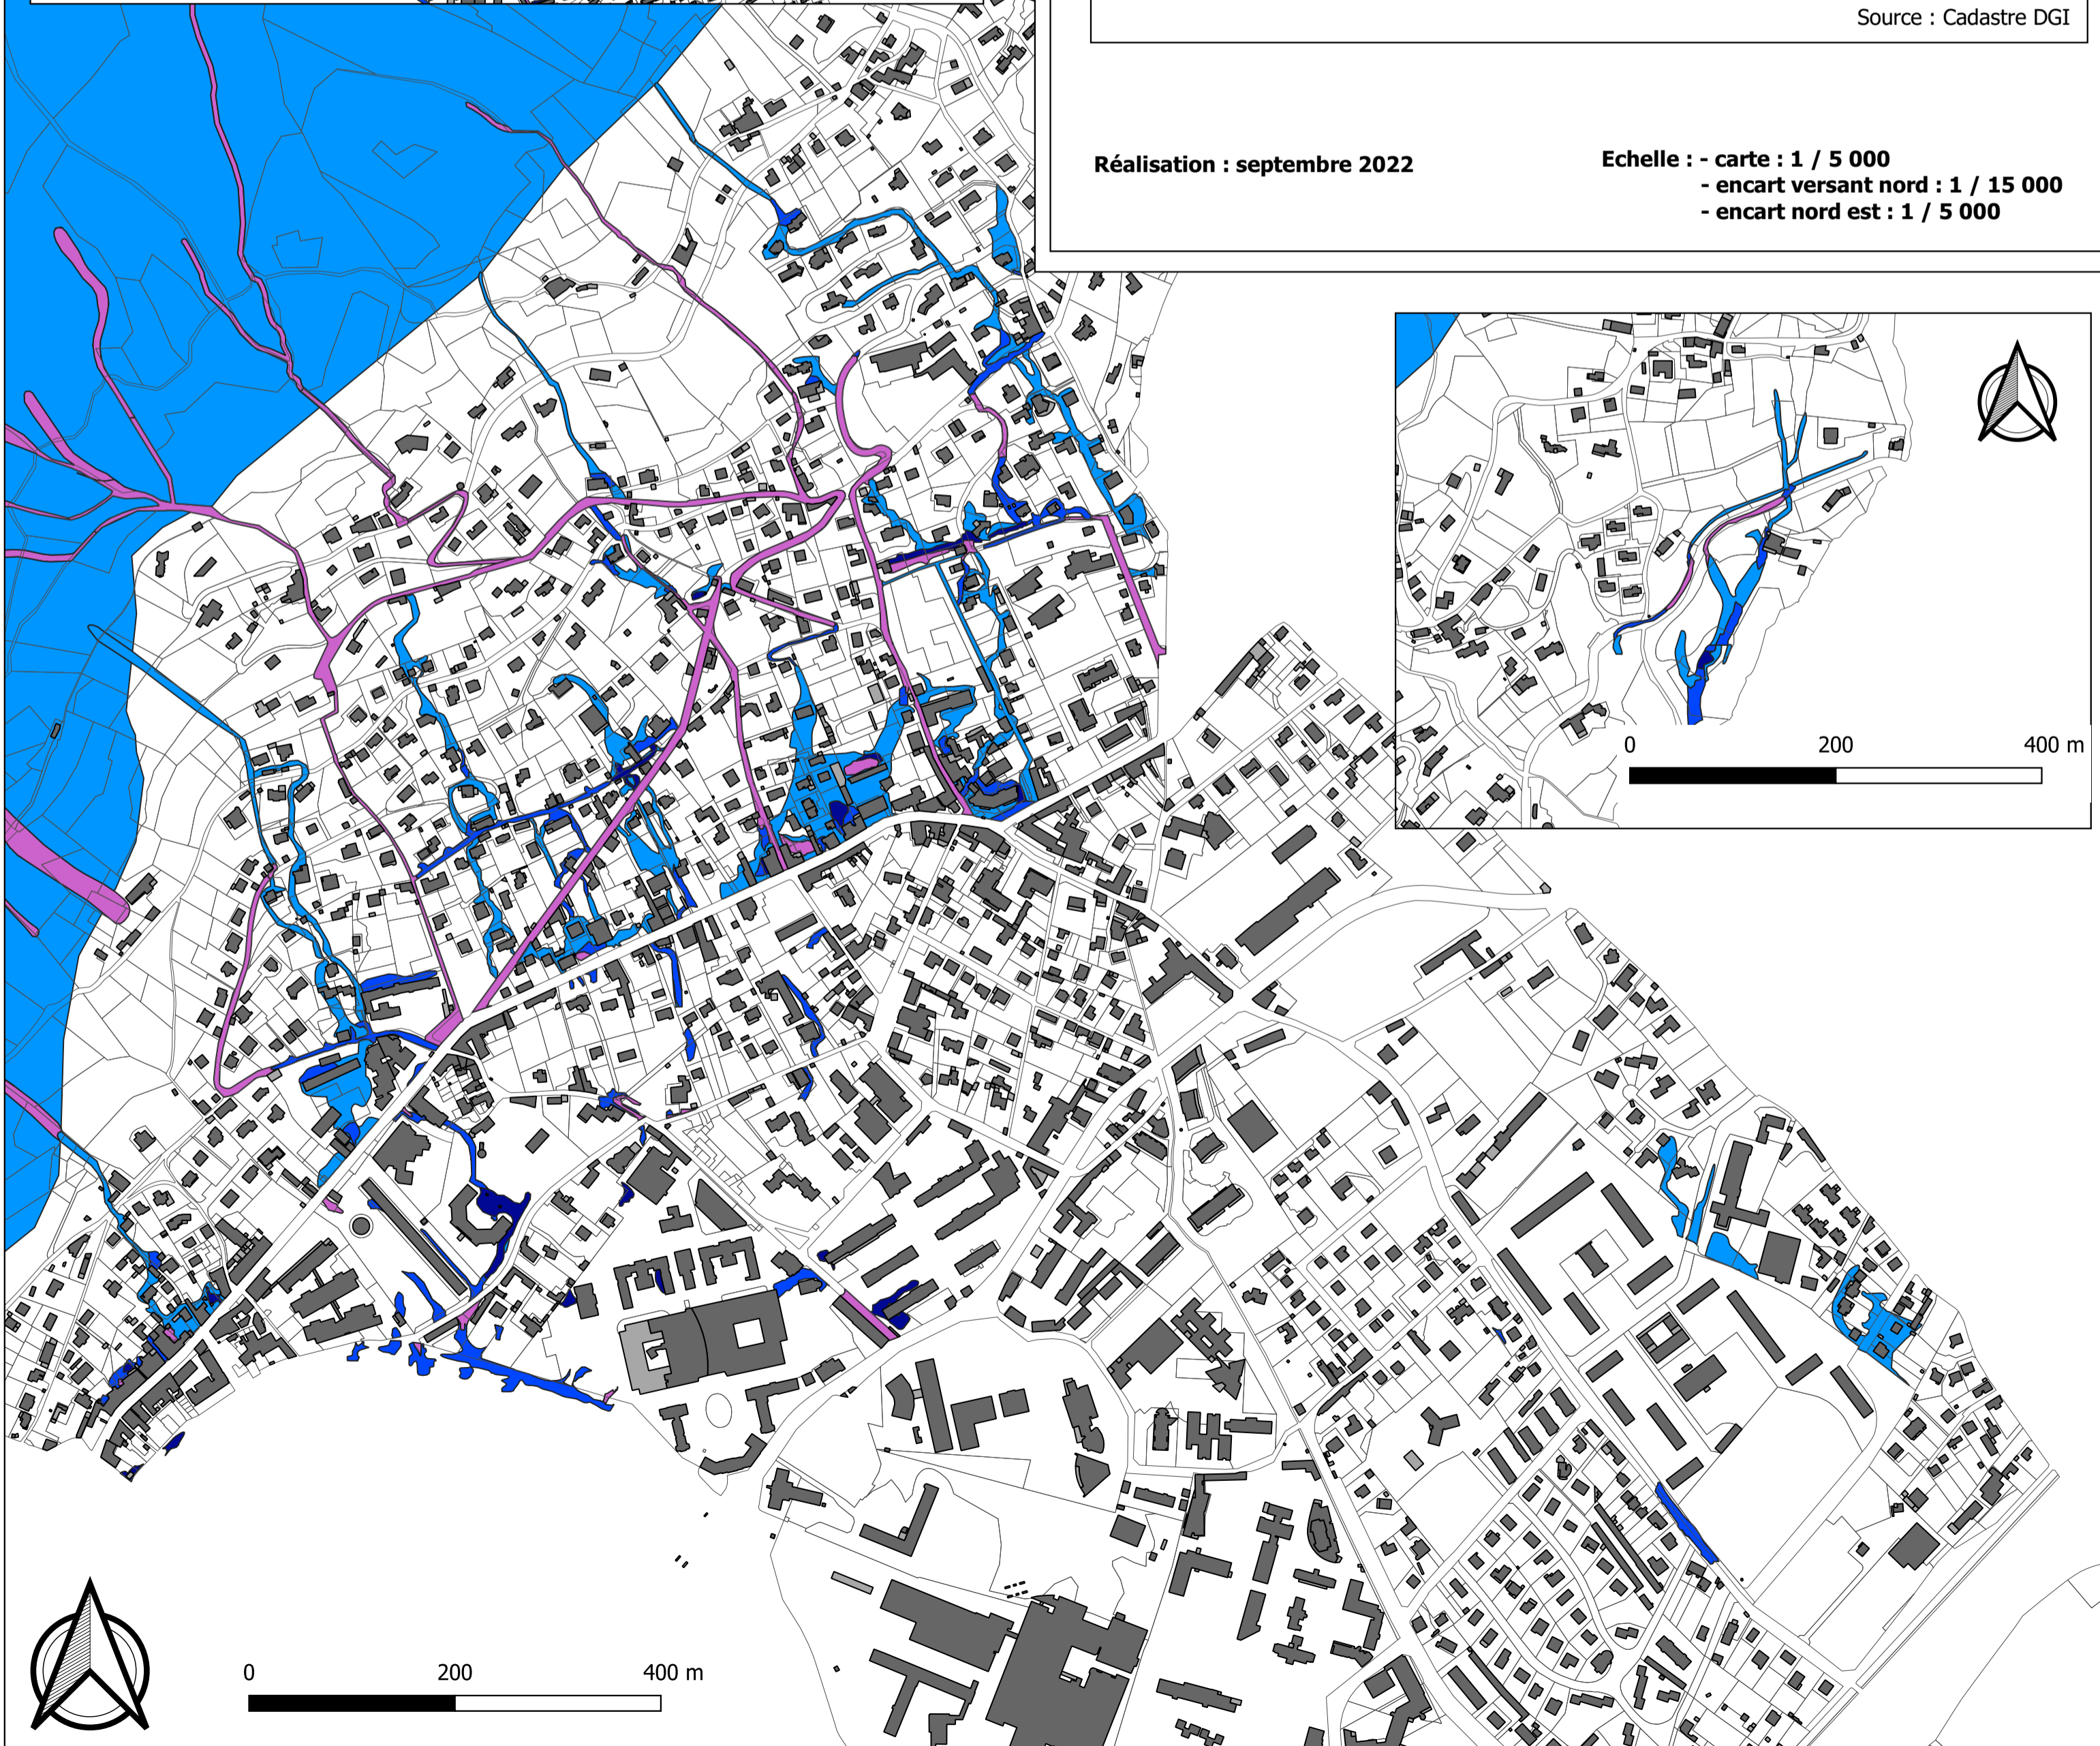 Source : Cadastre DGI
Réalisation : septembre 2022
Echelle : - carte : 1 / 5 000
- encart versant nord : 1 / 15 000
- encart nord est : 1 / 5 000
0 200 400 m
0 200 400 m